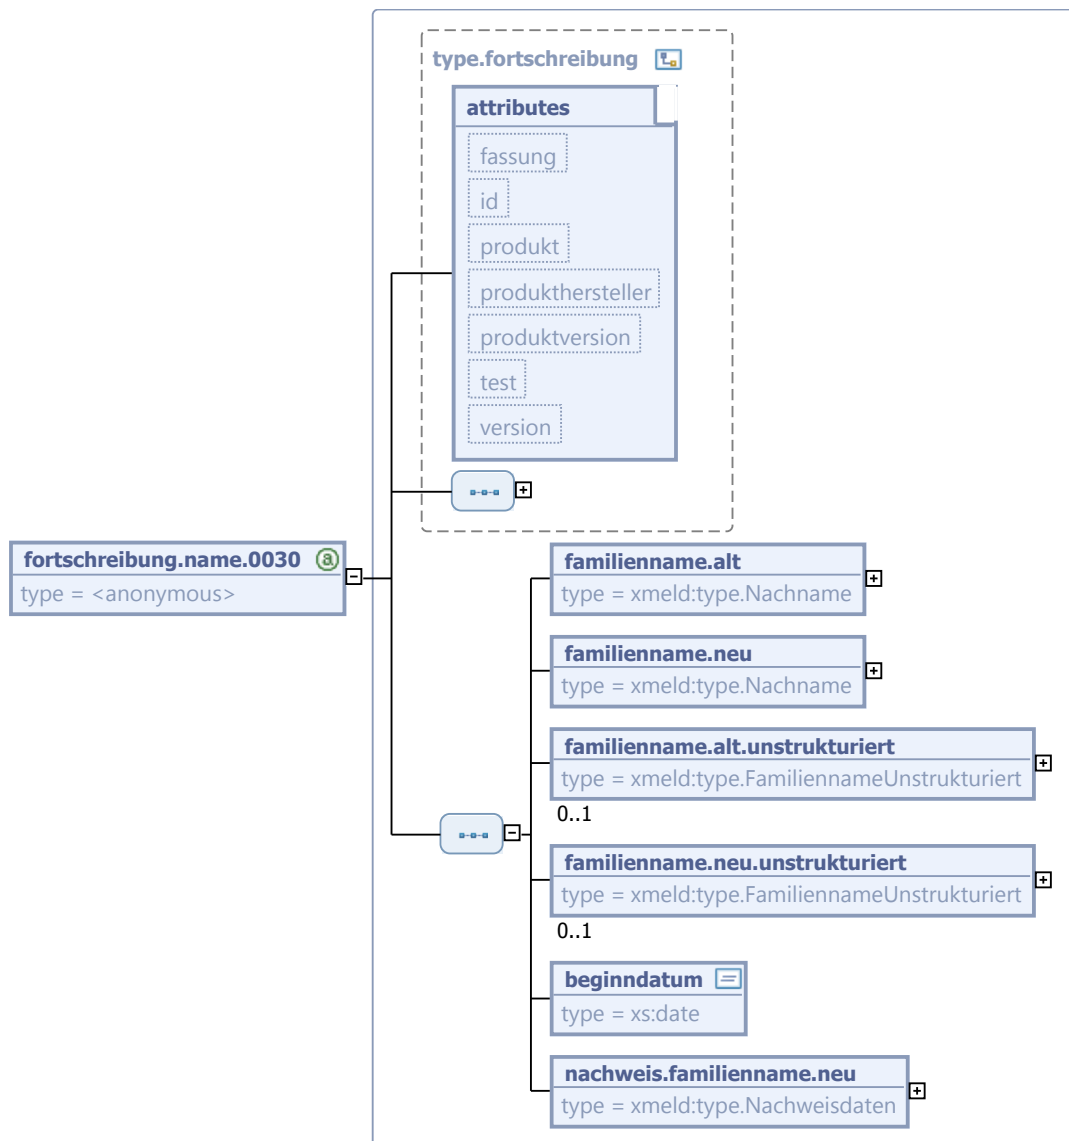 type.fortschreibung
attributes
fassung
id
produkt
produkthersteller
produktversion
test
version
fortschreibung.name.0030 a
type = <anonymous>
familienname.alt
type = xmeld:type.Nachname
familienname.neu
type = xmeld:type.Nachname
familienname.alt.unstrukturiert
type = xmeld:type.FamiliennameUnstrukturiert
0..1
familienname.neu.unstrukturiert
type = xmeld:type.FamiliennameUnstrukturiert
0..1
beginndatum
type = xs:date
nachweis.familienname.neu
type = xmeld:type.Nachweisdaten